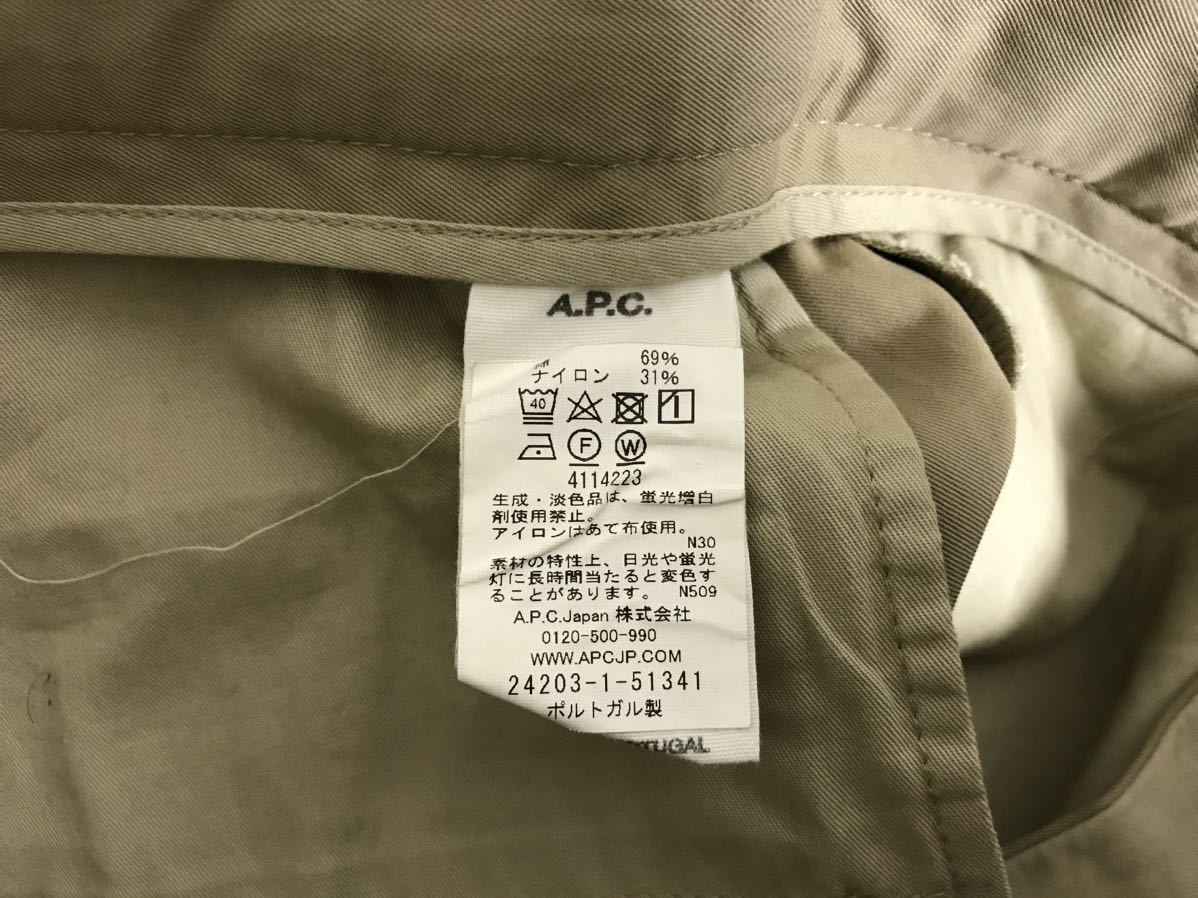 A.P.C.
綿 69%
ナイロン 31%
40
F W
4114223
生成・淡色品は、蛍光増白
剤使用禁止。
アイロンはあて布使用。
N30
素材の特性上、日光や蛍光
灯に長時間当たると変色す
ることがあります。 N509
A.P.C.Japan 株式会社
0120-500-990
WWW.APCJP.COM
24203-1-51341
ポルトガル製